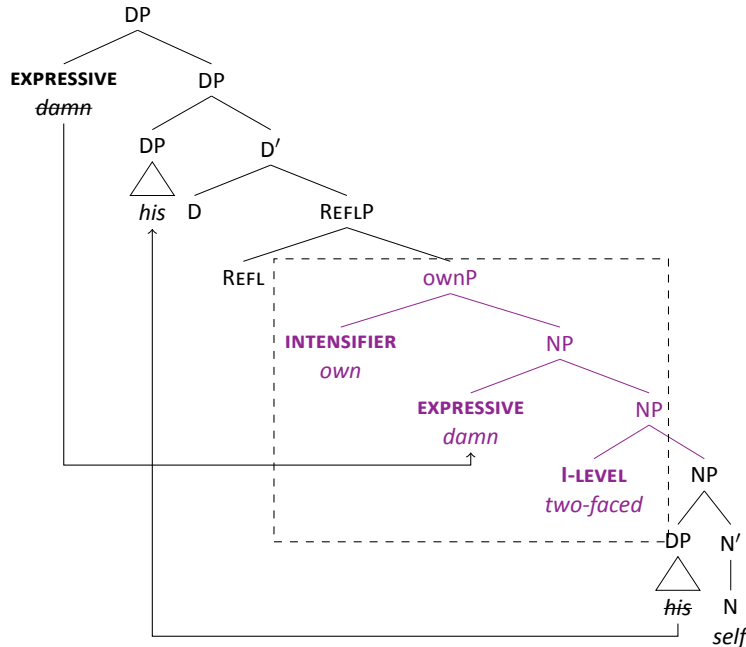 DP
EXPRESSIVE DP
damn
DP D′
his D REFLP
REFL ownP
INTENSIFIER NP
own
EXPRESSIVE NP
damn
I-LEVEL NP
two-faced
DP N′
his N
self